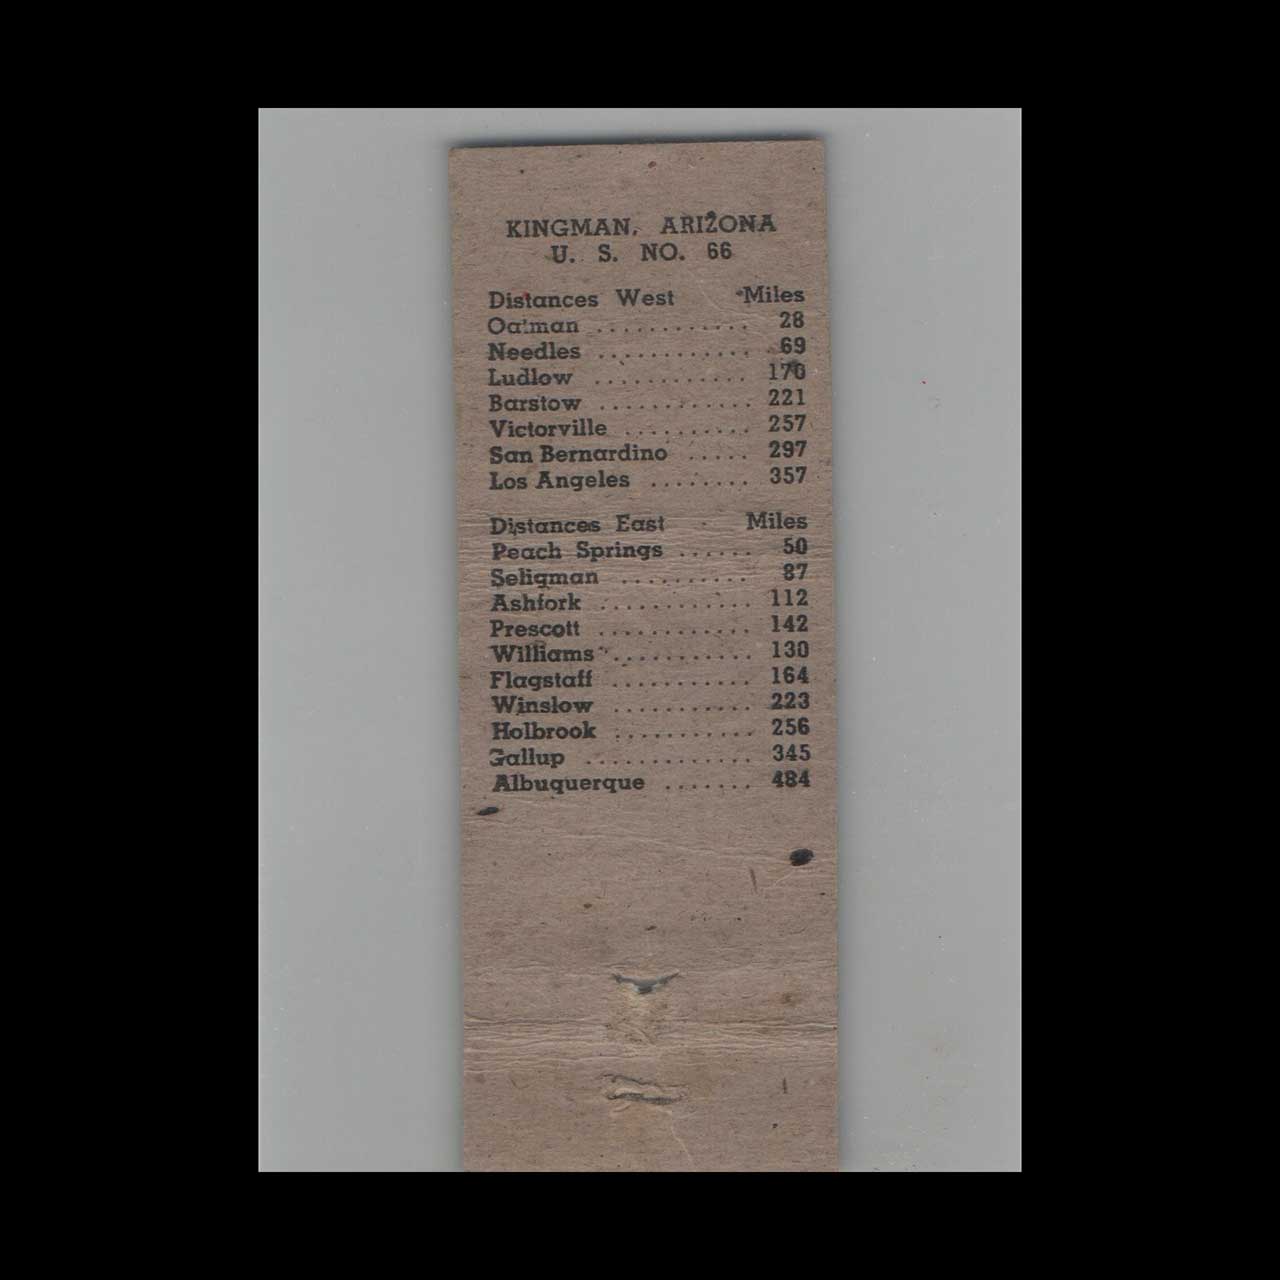 KINGMAN, ARIZONA
U. S. NO. 66
Distances West Miles
Oatman ............ 28
Needles ............ 69
Ludlow ............ 170
Barstow ............ 221
Victorville .......... 257
San Bernardino ..... 297
Los Angeles ........ 357
Distances East Miles
Peach Springs ...... 50
Seligman .......... 87
Ashfork ............ 112
Prescott ............ 142
Williams ........... 130
Flagstaff ........... 164
Winslow ........... 223
Holbrook ........... 256
Gallup ............. 345
Albuquerque ....... 484